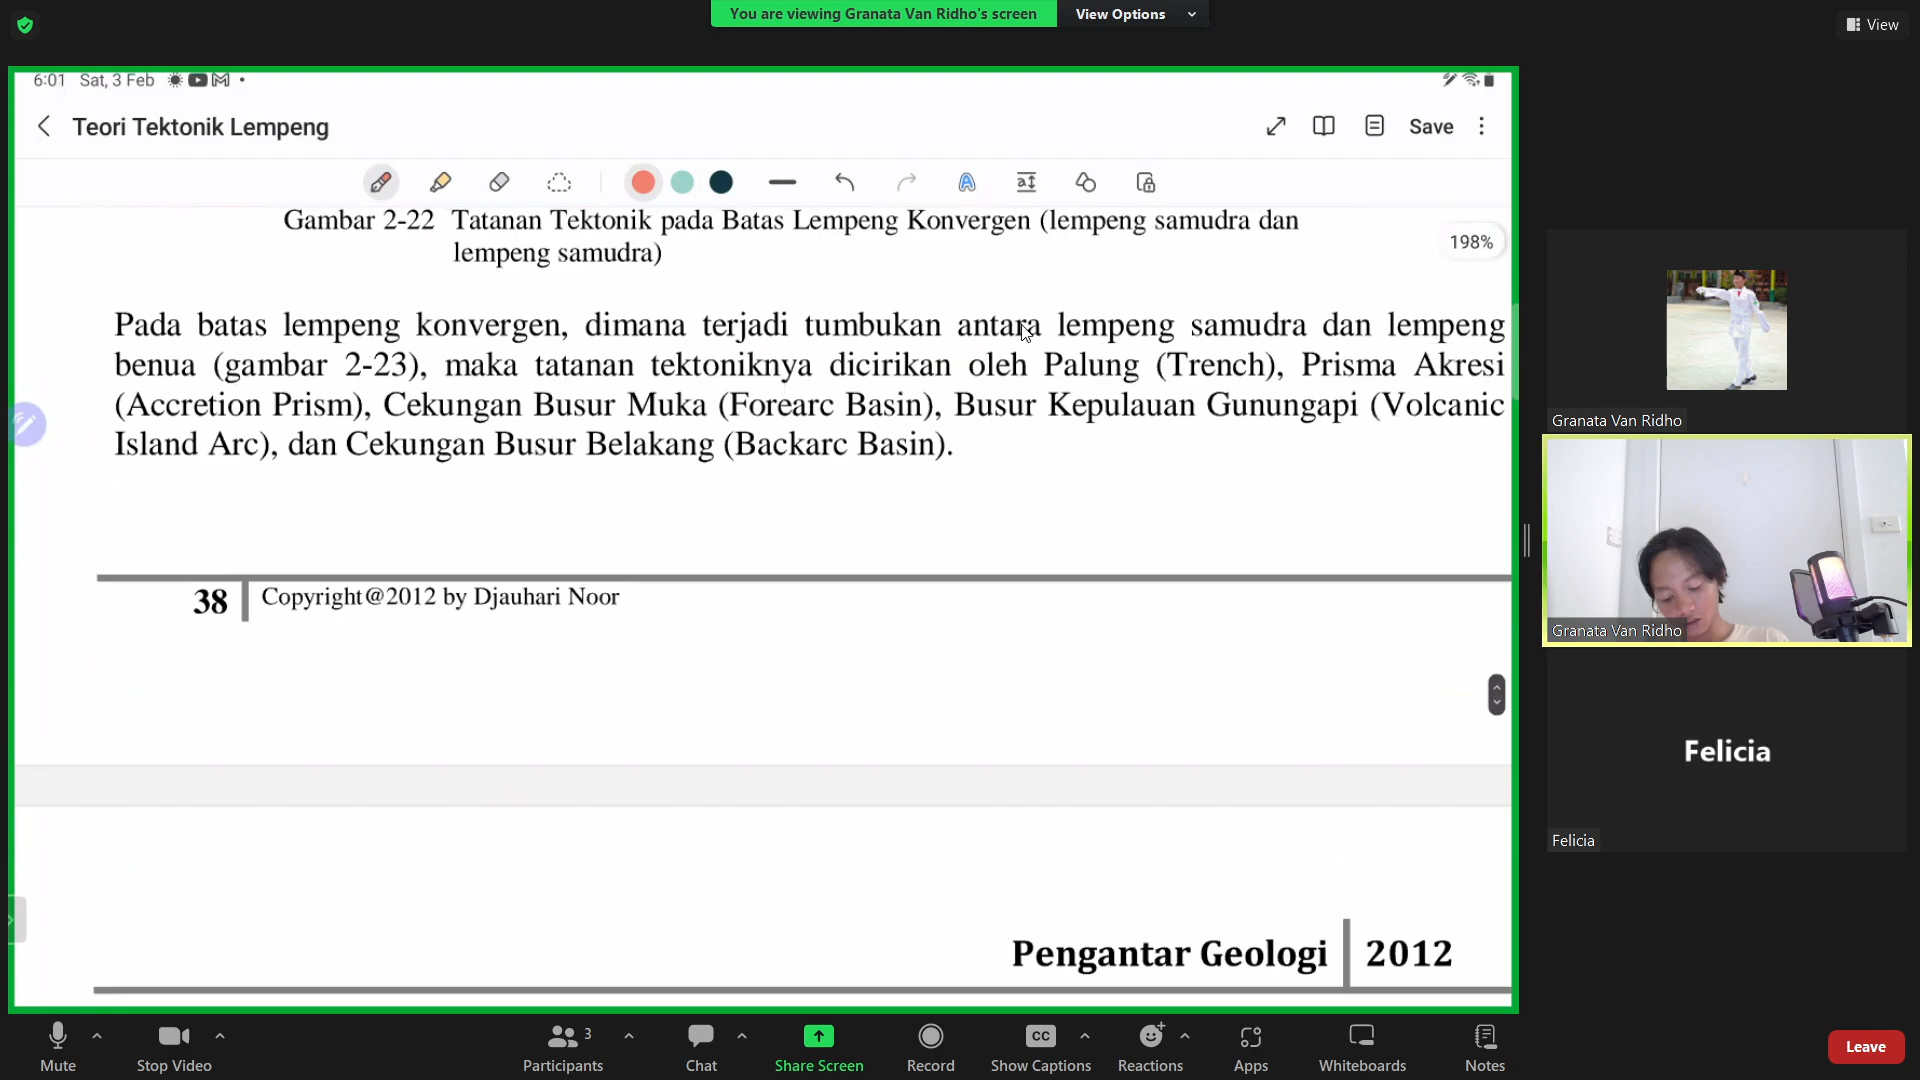 You are viewing Granata Van Ridho's screen
View Options
View
6:01 Sat, 3 Feb
Teori Tektonik Lempeng
Save
Gambar 2-22 Tatanan Tektonik pada Batas Lempeng Konvergen (lempeng samudra dan
lempeng samudra)
198%
Pada batas lempeng konvergen, dimana terjadi tumbukan antara lempeng samudra dan lempeng
benua (gambar 2-23), maka tatanan tektoniknya dicirikan oleh Palung (Trench), Prisma Akresi
(Accretion Prism), Cekungan Busur Muka (Forearc Basin), Busur Kepulauan Gunungapi (Volcanic
Island Arc), dan Cekungan Busur Belakang (Backarc Basin).
38 Copyright@2012 by Djauhari Noor
Pengantar Geologi 2012
Granata Van Ridho
Granata Van Ridho
Felicia
Felicia
Mute
Stop Video
Participants 3
Chat
Share Screen
Record
CC
Show Captions
Reactions
Apps
Whiteboards
Notes
Leave